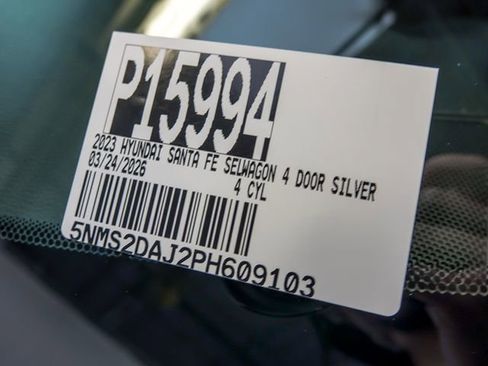 P15994
2023 HYUNDAI SANTA FE SELWAGON 4 DOOR SILVER
03/24/2026 4 CYL
5NMS2DAJ2PH609103